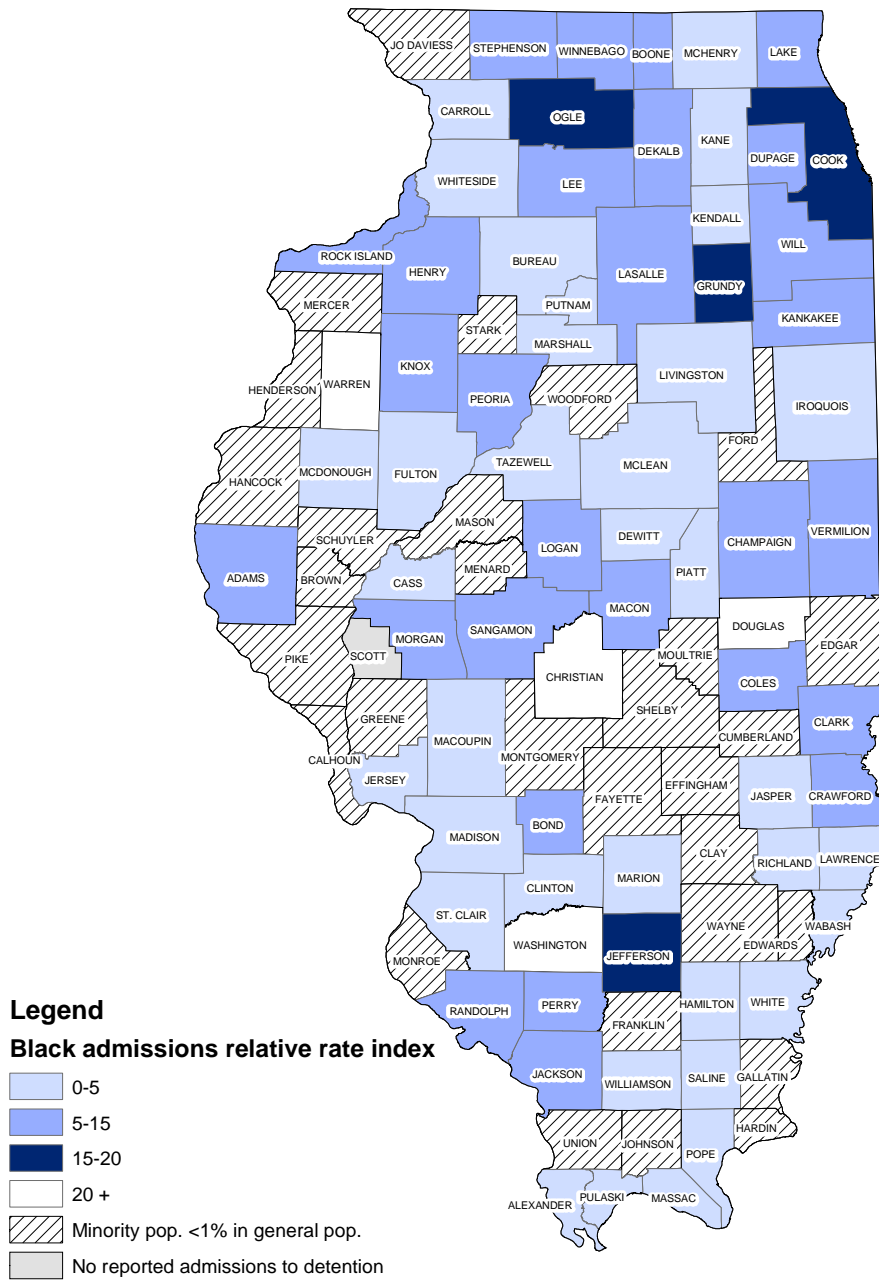 JO DAVIESS
STEPHENSON
WINNEBAGO
BOONE
MCHENRY
LAKE
CARROLL
OGLE
KANE
DEKALB
DUPAGE
COOK
WHITESIDE
LEE
KENDALL
ROCK ISLAND
HENRY
BUREAU
LASALLE
WILL
GRUNDY
MERCER
PUTNAM
KANKAKEE
STARK
MARSHALL
KNOX
WARREN
HENDERSON
PEORIA
WOODFORD
LIVINGSTON
IROQUOIS
FORD
HANCOCK
MCDONOUGH
FULTON
TAZEWELL
MCLEAN
MASON
SCHUYLER
LOGAN
DEWITT
CHAMPAIGN
VERMILION
ADAMS
BROWN
CASS
MENARD
PIATT
MACON
MORGAN
SANGAMON
DOUGLAS
PIKE
SCOTT
CHRISTIAN
MOULTRIE
EDGAR
COLES
GREENE
SHELBY
CLARK
MACOUPIN
MONTGOMERY
CUMBERLAND
CALHOUN
JERSEY
FAYETTE
EFFINGHAM
JASPER
CRAWFORD
MADISON
BOND
CLAY
RICHLAND
LAWRENCE
CLINTON
MARION
ST. CLAIR
WASHINGTON
WAYNE
EDWARDS
WABASH
MONROE
JEFFERSON
RANDOLPH
PERRY
FRANKLIN
HAMILTON
WHITE
JACKSON
WILLIAMSON
SALINE
GALLATIN
UNION
JOHNSON
HARDIN
POPE
ALEXANDER
PULASKI
MASSAC
Legend
Black admissions relative rate index
0-5
5-15
15-20
20 +
Minority pop. <1% in general pop.
No reported admissions to detention